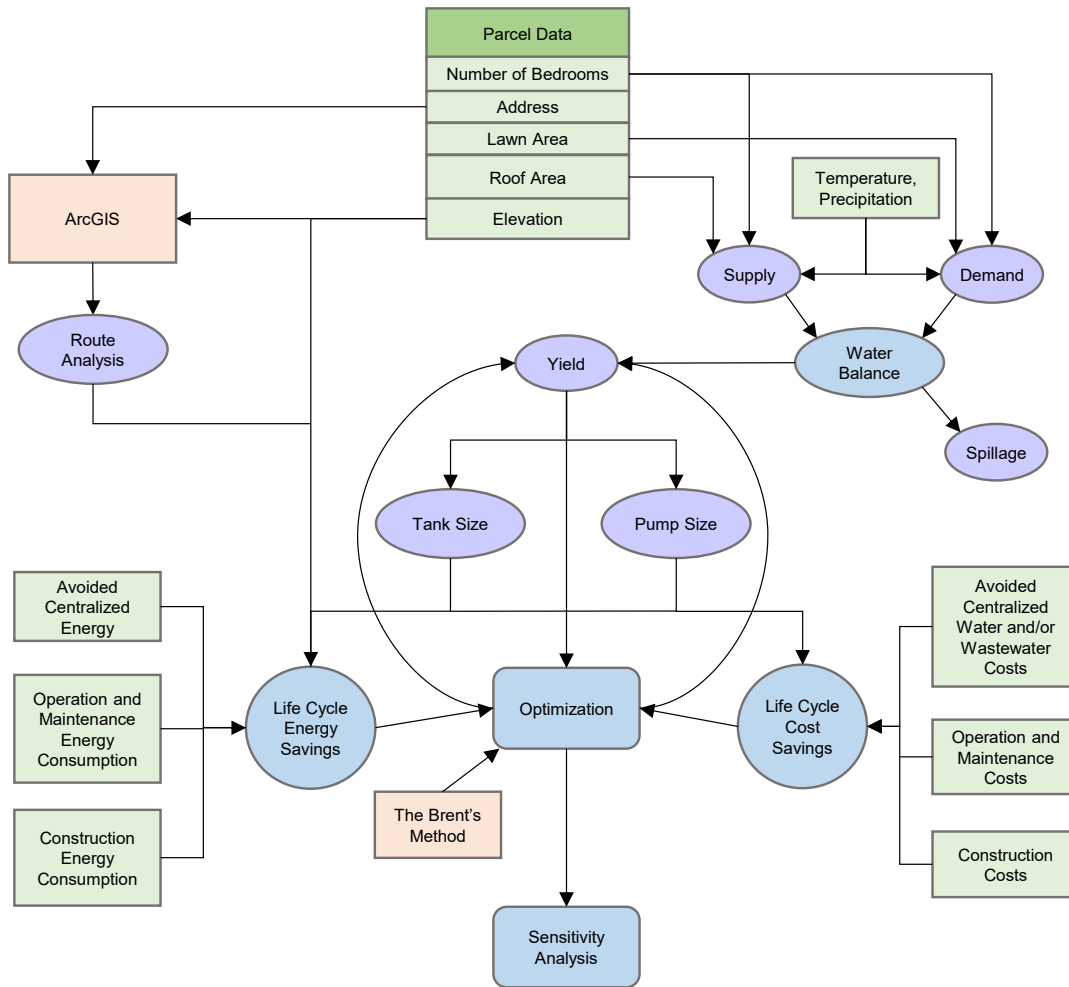 Parcel Data
Number of Bedrooms
Address
Lawn Area
Roof Area
Elevation
Temperature,
Precipitation
ArcGIS
Supply
Demand
Route
Analysis
Yield
Water
Balance
Spillage
Tank Size
Pump Size
Avoided
Centralized
Energy
Avoided
Centralized
Water and/or
Wastewater
Costs
Operation and
Maintenance
Energy
Consumption
Life Cycle
Energy
Savings
Optimization
Life Cycle
Cost
Savings
Operation and
Maintenance
Costs
The Brent's
Method
Construction
Energy
Consumption
Construction
Costs
Sensitivity
Analysis